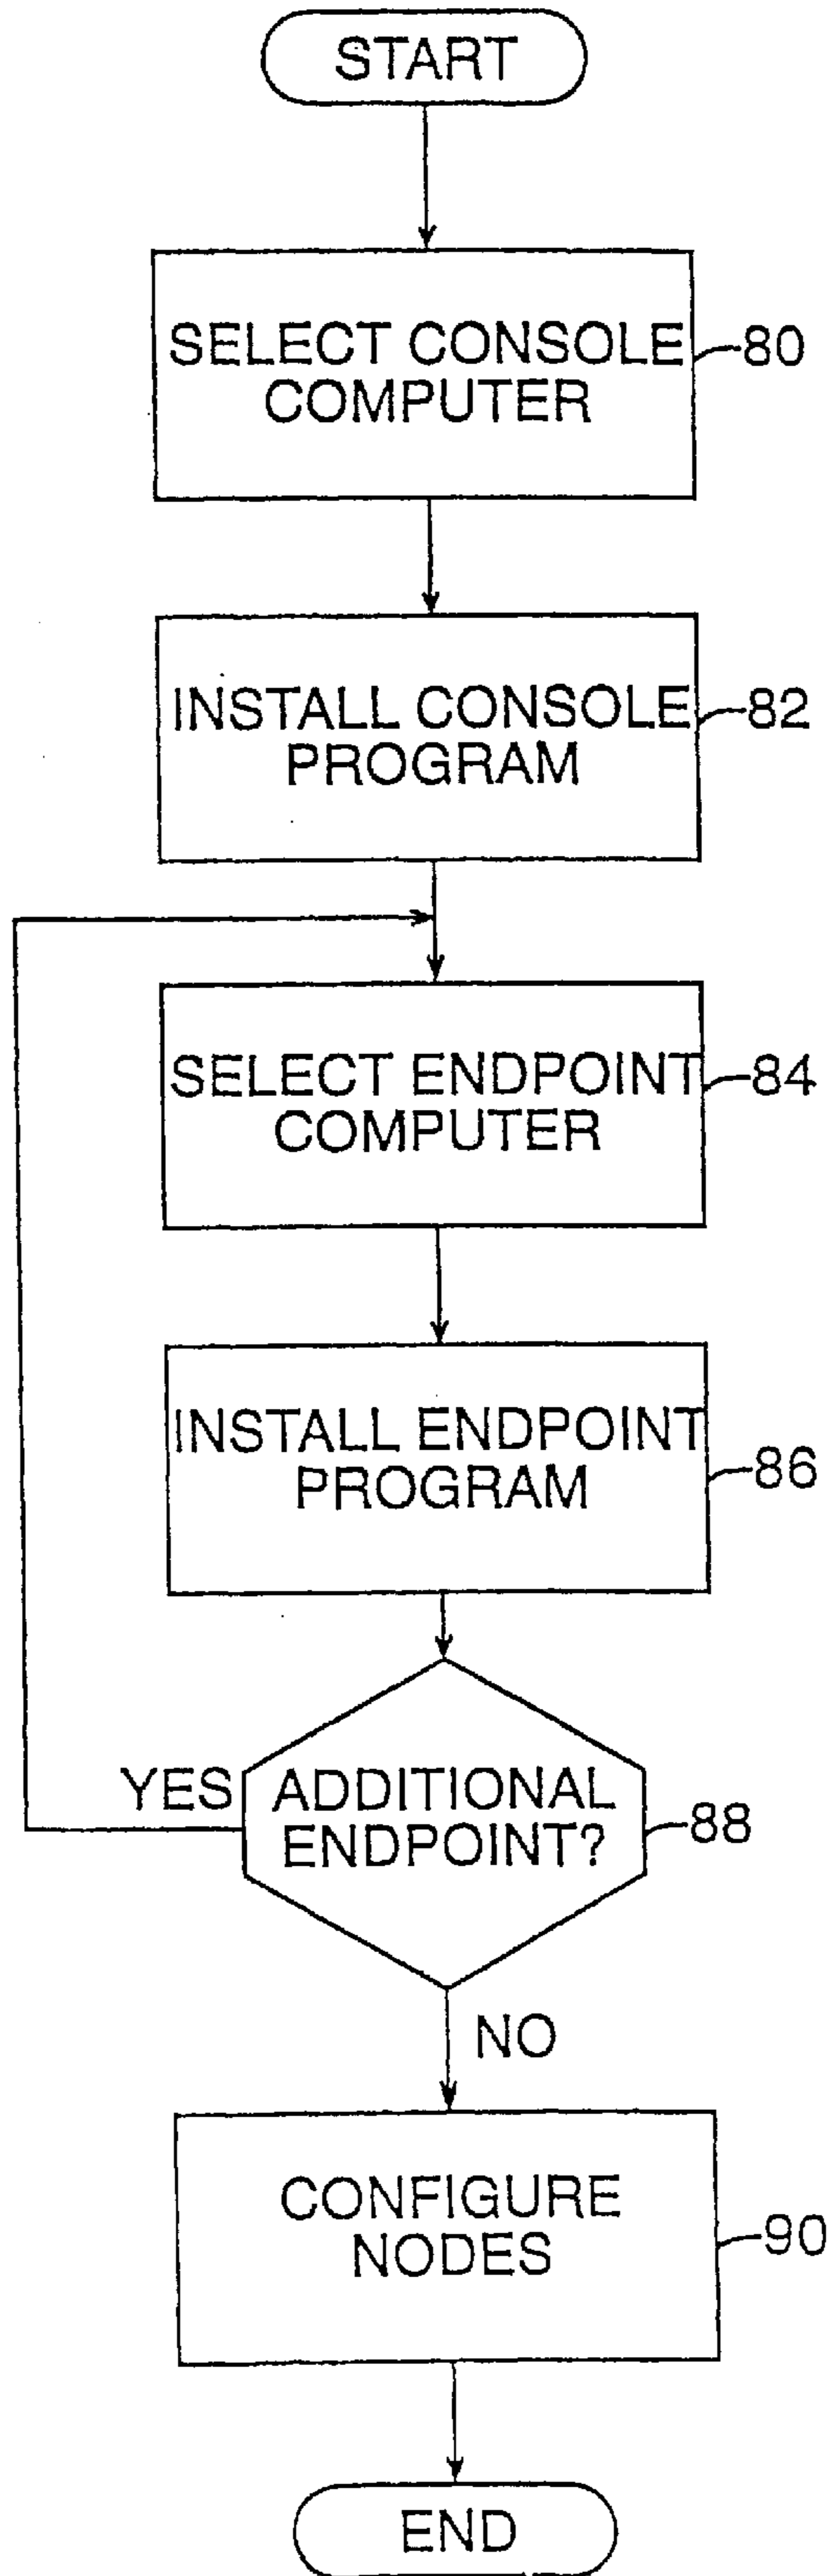 START
SELECT CONSOLE
COMPUTER
80
INSTALL CONSOLE
PROGRAM
82
SELECT ENDPOINT
COMPUTER
84
INSTALL ENDPOINT
PROGRAM
86
YES
ADDITIONAL
ENDPOINT?
88
NO
CONFIGURE
NODES
90
END